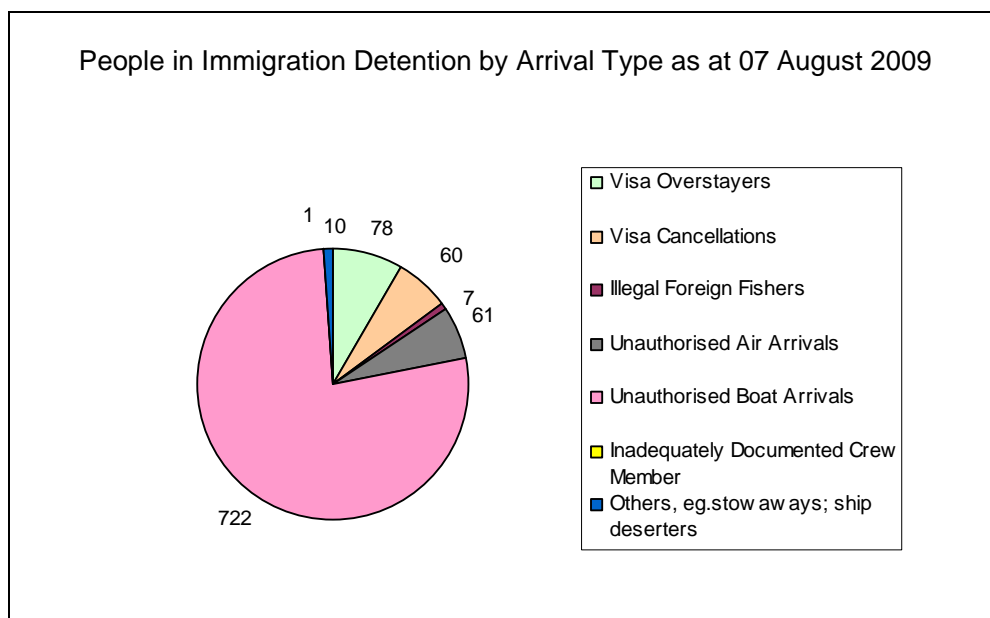 People in Immigration Detention by Arrival Type as at 07 August 2009
1
10
78
60
7
61
722
Visa Overstayers
Visa Cancellations
Illegal Foreign Fishers
Unauthorised Air Arrivals
Unauthorised Boat Arrivals
Inadequately Documented Crew
Member
Others, eg.stow aw ays; ship
deserters